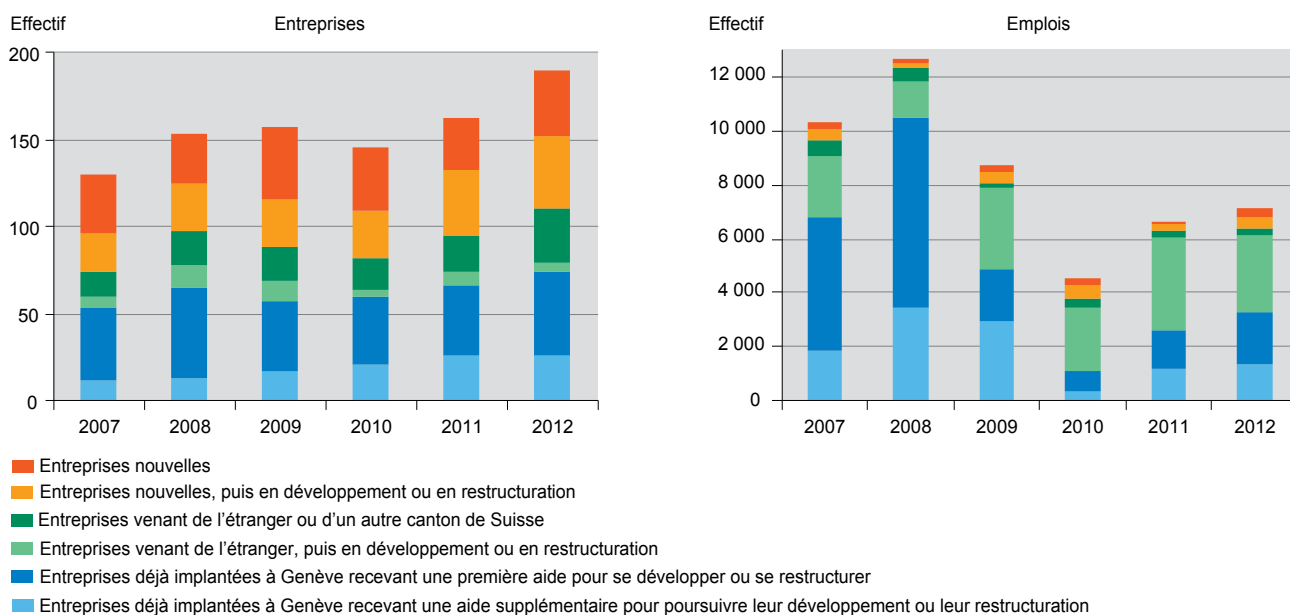 Effectif
Entreprises
200
150
100
50
0
2007 2008 2009 2010 2011 2012
Effectif
Emplois
12 000
10 000
8 000
6 000
4 000
2 000
0
2007 2008 2009 2010 2011 2012
Entreprises nouvelles
Entreprises nouvelles, puis en développement ou en restructuration
Entreprises venant de l’étranger ou d’un autre canton de Suisse
Entreprises venant de l’étranger, puis en développement ou en restructuration
Entreprises déjà implantées à Genève recevant une première aide pour se développer ou se restructurer
Entreprises déjà implantées à Genève recevant une aide supplémentaire pour poursuivre leur développement ou leur restructuration